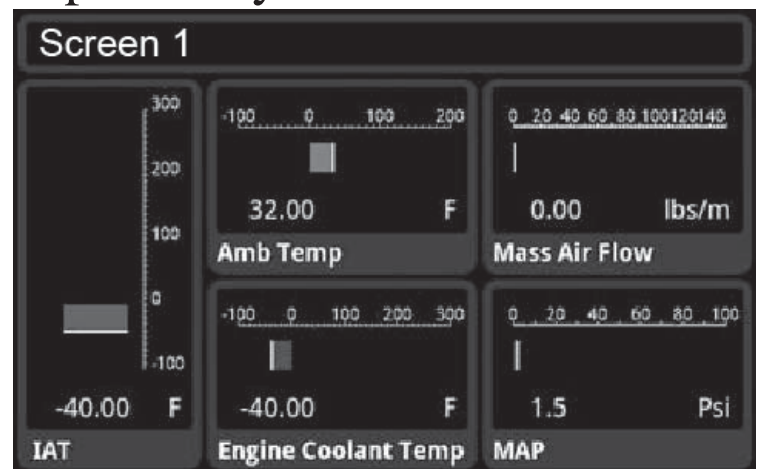 Screen 1
300
200
100
0
-100
-40.00 F
IAT
-100 0 100 200
32.00 F
Amb Temp
0 20 40 60 80 100 120 140
0.00 lbs/m
Mass Air Flow
-100 0 100 200 300
-40.00 F
Engine Coolant Temp
0 20 40 60 80 100
1.5 Psi
MAP